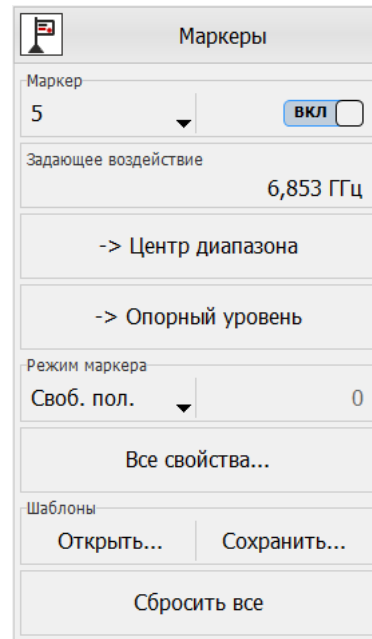 Маркеры
Маркер
5 ВКЛ
Задающее воздействие
6,853 ГГц
-> Центр диапазона
-> Опорный уровень
Режим маркера
Своб. пол. 0
Все свойства...
Шаблоны
Открыть... Сохранить...
Сбросить все